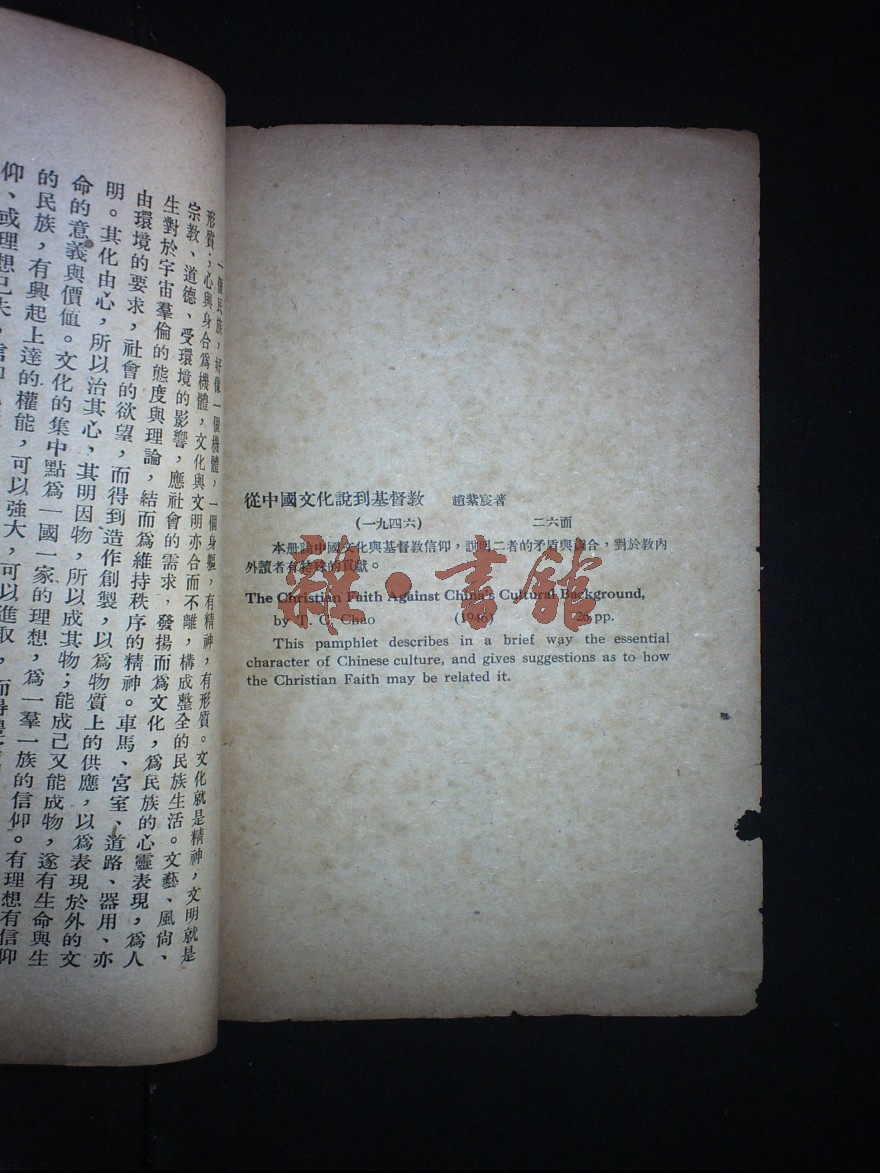 從中國文化說到基督教 趙紫宸著
(一九四六) 二六面
本册論中國文化與基督教信仰，說明二者的矛盾與調合，對於教內
外讀者有特殊的貢獻。
The Christian Faith Against China's Cultural Background,
by T. C. Chao (1946) 26 pp.
This pamphlet describes in a brief way the essential
character of Chinese culture, and gives suggestions as to how
the Christian Faith may be related it.
雜·書館
一個民族，好像一個機體，一個身軀，有精神，有形質。文化就是精神，文明就是
形質；心與身合爲機體，文化與文明亦合而不離，構成整全的民族生活。文藝、風尙、
宗教、道德、受環境的影響，應社會的需求，發揚而爲文化，爲民族的心靈表現，爲人
生對於宇宙羣倫的態度與理論，結而爲維持秩序的精神。車馬、宮室、道路、器用、亦
由環境的要求，社會的欲望，而得到造作創製，以爲物質上的供應，以爲表現於外的文
明。其化由心，所以治其心，其明因物，所以成其物；能成己又能成物，遂有生命與生
命的意義與價值。文化的集中點爲一國一家的理想，爲一羣一族的信仰。有理想有信仰
的民族，有興起上達的權能，可以強大，可以進取，而得
仰、或理想已失，信仰